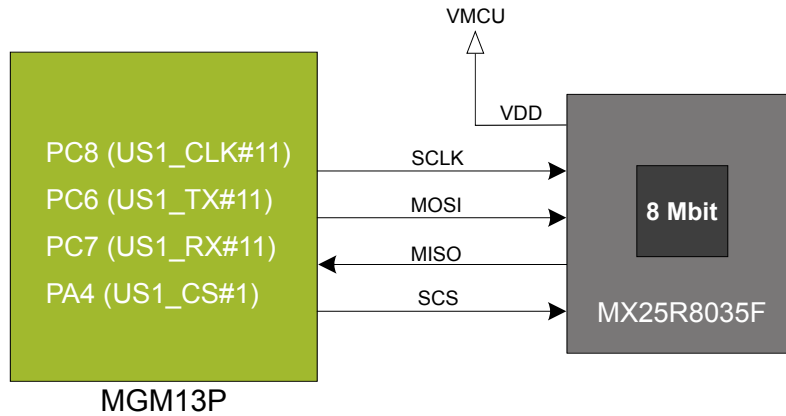 VMCU
VDD
PC8 (US1_CLK#11)
SCLK
PC6 (US1_TX#11)
MOSI
8 Mbit
PC7 (US1_RX#11)
MISO
PA4 (US1_CS#1)
SCS
MX25R8035F
MGM13P